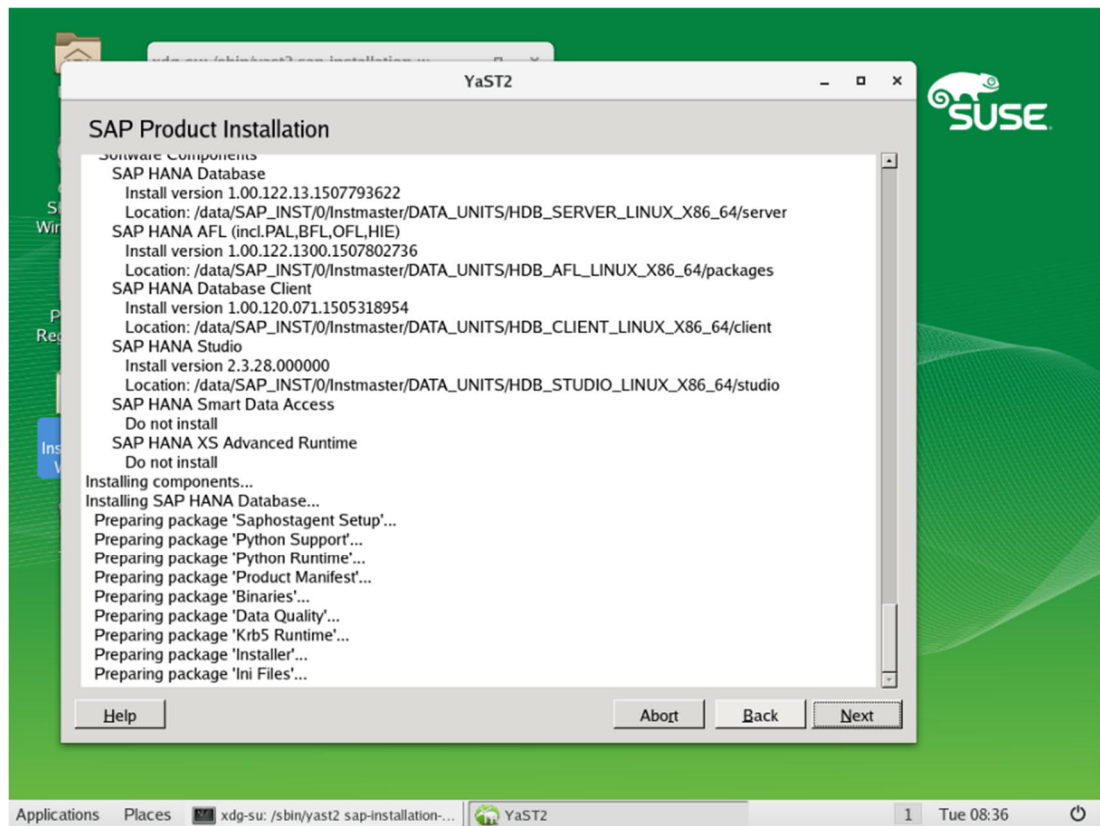 YaST2
SUSE
SAP Product Installation
Software Components
SAP HANA Database
Install version 1.00.122.13.1507793622
Location: /data/SAP_INST/0/Instmaster/DATA_UNITS/HDB_SERVER_LINUX_X86_64/server
SAP HANA AFL (incl.PAL,BFL,OFL,HIE)
Install version 1.00.122.1300.1507802736
Location: /data/SAP_INST/0/Instmaster/DATA_UNITS/HDB_AFL_LINUX_X86_64/packages
SAP HANA Database Client
Install version 1.00.120.071.1505318954
Location: /data/SAP_INST/0/Instmaster/DATA_UNITS/HDB_CLIENT_LINUX_X86_64/client
SAP HANA Studio
Install version 2.3.28.000000
Location: /data/SAP_INST/0/Instmaster/DATA_UNITS/HDB_STUDIO_LINUX_X86_64/studio
SAP HANA Smart Data Access
Do not install
SAP HANA XS Advanced Runtime
Do not install
Installing components...
Installing SAP HANA Database...
Preparing package 'Saphostagent Setup'...
Preparing package 'Python Support'...
Preparing package 'Python Runtime'...
Preparing package 'Product Manifest'...
Preparing package 'Binaries'...
Preparing package 'Data Quality'...
Preparing package 'Krb5 Runtime'...
Preparing package 'Installer'...
Preparing package 'Ini Files'...
Help Abort Back Next
Applications Places xdg-su: /sbin/yast2 sap-installation-... YaST2 1 Tue 08:36